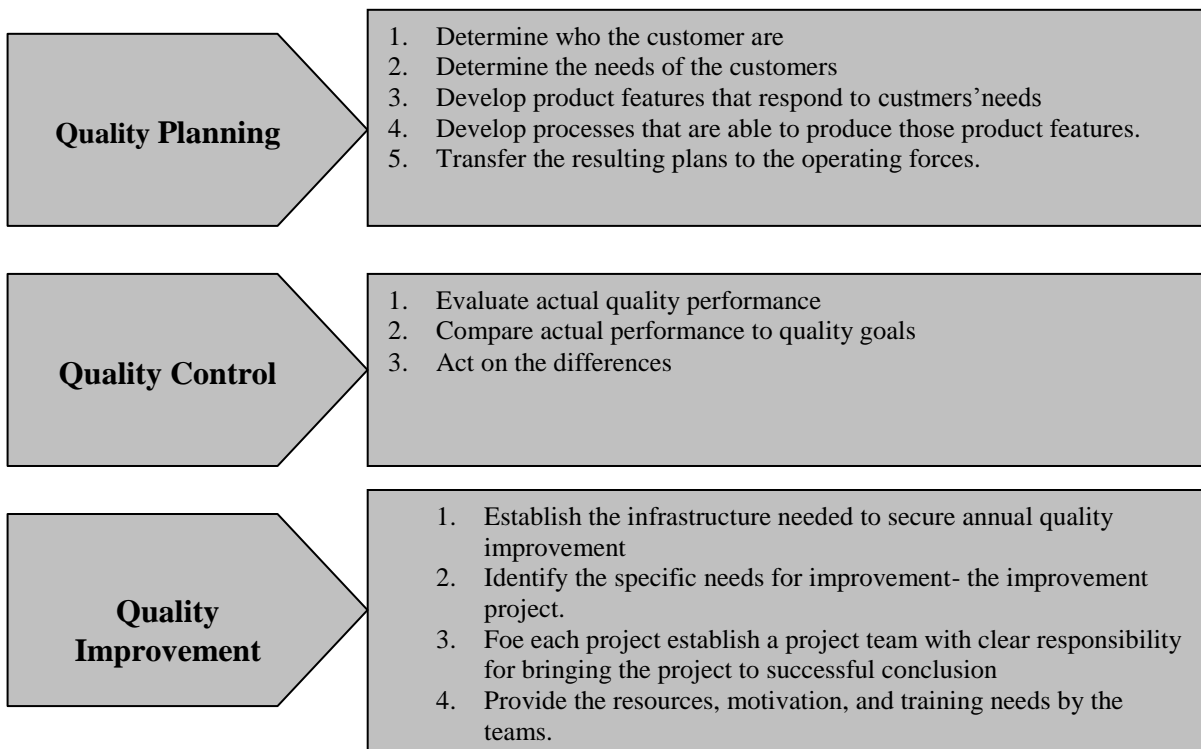 Quality Planning
1. Determine who the customer are
2. Determine the needs of the customers
3. Develop product features that respond to custmers’needs
4. Develop processes that are able to produce those product features.
5. Transfer the resulting plans to the operating forces.
Quality Control
1. Evaluate actual quality performance
2. Compare actual performance to quality goals
3. Act on the differences
Quality
Improvement
1. Establish the infrastructure needed to secure annual quality
improvement
2. Identify the specific needs for improvement- the improvement
project.
3. Foe each project establish a project team with clear responsibility
for bringing the project to successful conclusion
4. Provide the resources, motivation, and training needs by the
teams.